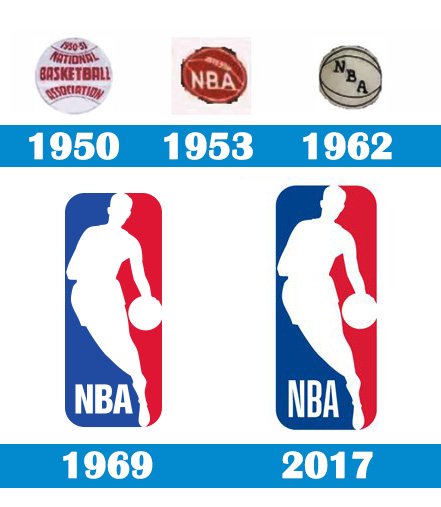 1950-51
NATIONAL
BASKETBALL
ASSOCIATION
NBA
NBA
1950
1953
1962
NBA
NBA
1969
2017